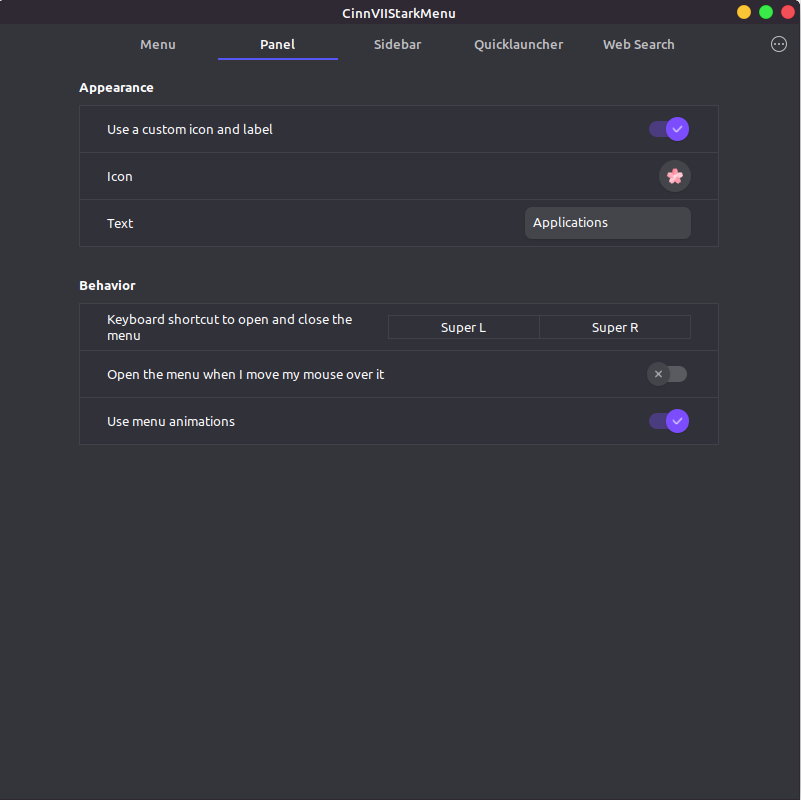 CinnVIIStarkMenu
Menu Panel Sidebar Quicklauncher Web Search
Appearance
Use a custom icon and label
Icon
Text Applications
Behavior
Keyboard shortcut to open and close the
menu
Super L Super R
Open the menu when I move my mouse over it
Use menu animations